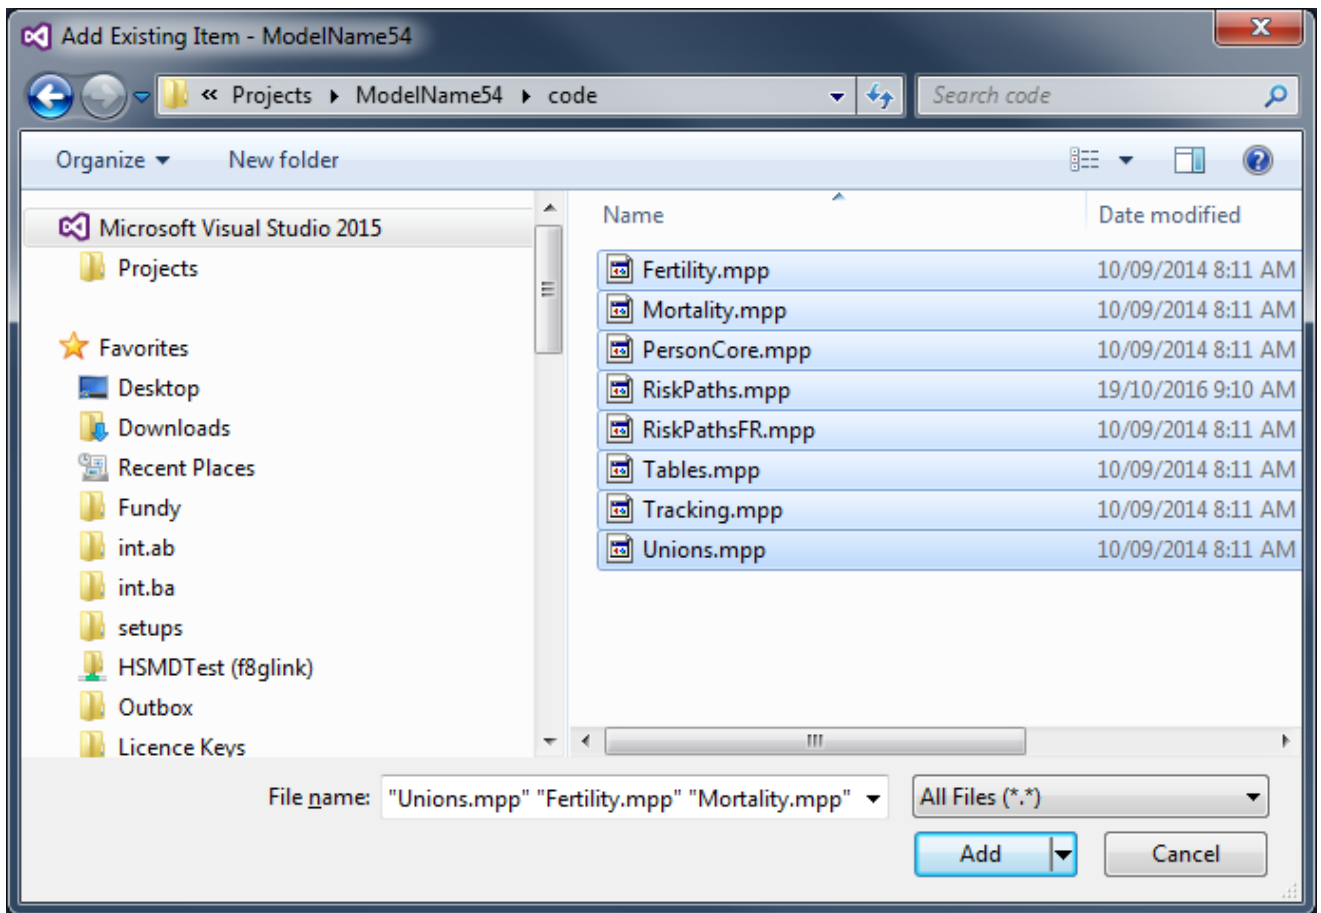 Add Existing Item - ModelName54
« Projects ModelName54 code
Search code
Organize New folder
Microsoft Visual Studio 2015
Projects
Favorites
Desktop
Downloads
Recent Places
Fundy
int.ab
int.ba
setups
HSMDTest (f8glink)
Outbox
Licence Keys
Name Date modified
Fertility.mpp 10/09/2014 8:11 AM
Mortality.mpp 10/09/2014 8:11 AM
PersonCore.mpp 10/09/2014 8:11 AM
RiskPaths.mpp 19/10/2016 9:10 AM
RiskPathsFR.mpp 10/09/2014 8:11 AM
Tables.mpp 10/09/2014 8:11 AM
Tracking.mpp 10/09/2014 8:11 AM
Unions.mpp 10/09/2014 8:11 AM
File name: "Unions.mpp" "Fertility.mpp" "Mortality.mpp"
All Files (*.*)
Add Cancel